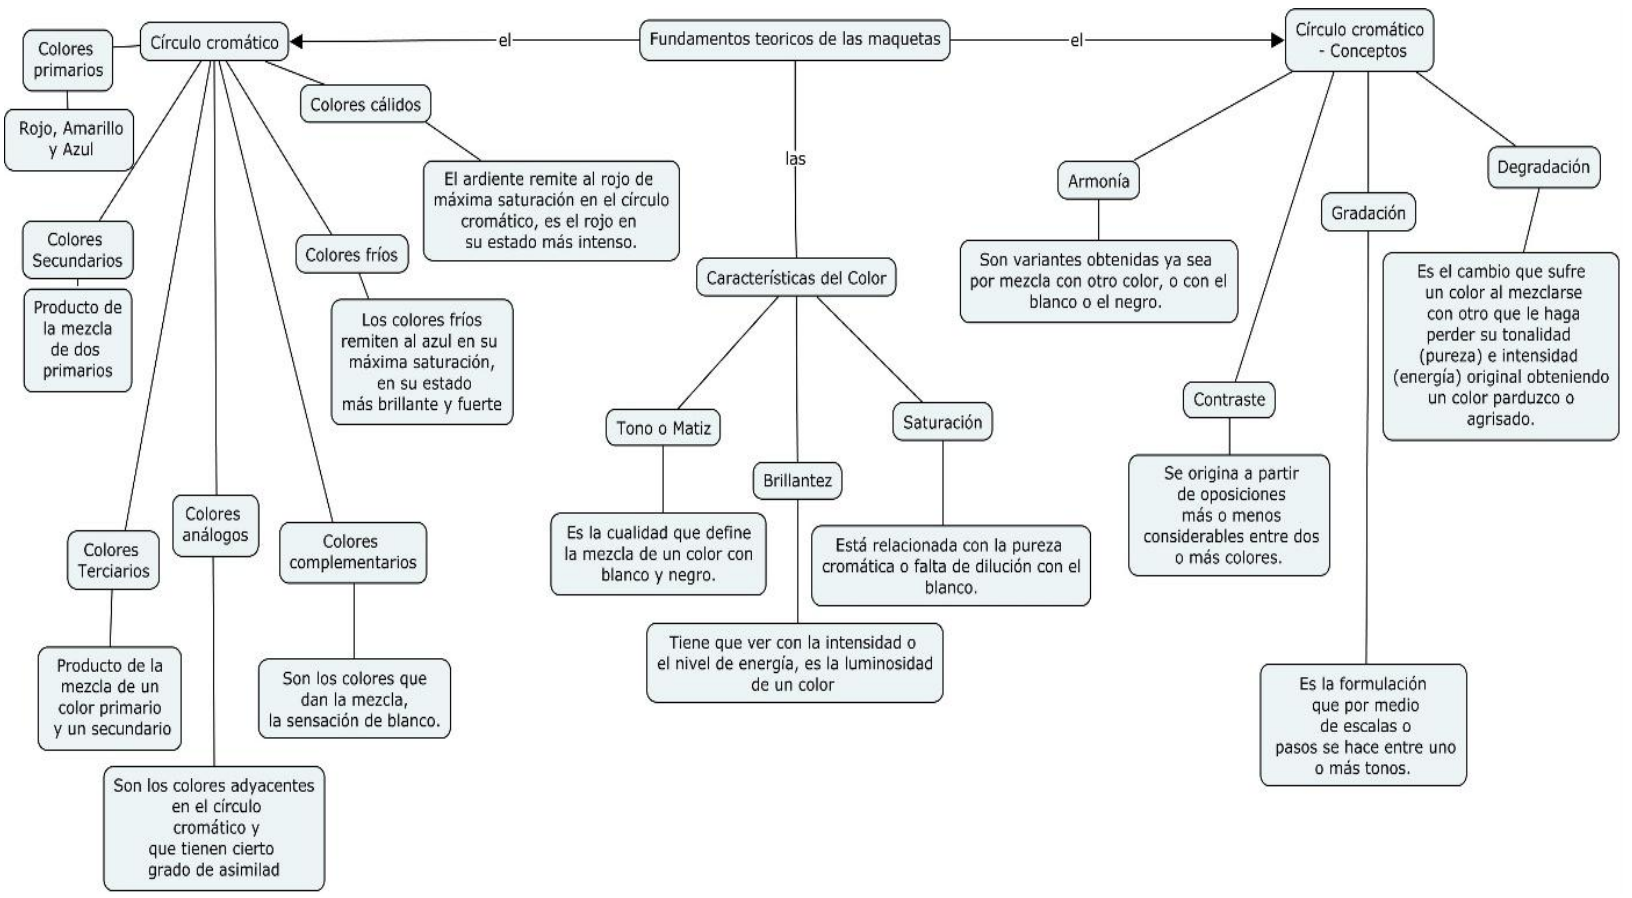 Fundamentos teoricos de las maquetas
el
Círculo cromático
Colores
primarios
Rojo, Amarillo
y Azul
Colores
Secundarios
Producto de
la mezcla
de dos
primarios
Colores
Terciarios
Producto de la
mezcla de un
color primario
y un secundario
Colores
análogos
Son los colores adyacentes
en el círculo
cromático y
que tienen cierto
grado de asimilad
Colores
complementarios
Son los colores que
dan la mezcla,
la sensación de blanco.
Colores fríos
Los colores fríos
remiten al azul en su
máxima saturación,
en su estado
más brillante y fuerte
Colores cálidos
El ardiente remite al rojo de
máxima saturación en el círculo
cromático, es el rojo en
su estado más intenso.
las
Características del Color
Tono o Matiz
Es la cualidad que define
la mezcla de un color con
blanco y negro.
Brillantez
Tiene que ver con la intensidad o
el nivel de energía, es la luminosidad
de un color
Saturación
Está relacionada con la pureza
cromática o falta de dilución con el
blanco.
el
Círculo cromático
- Conceptos
Armonía
Son variantes obtenidas ya sea
por mezcla con otro color, o con el
blanco o el negro.
Contraste
Se origina a partir
de oposiciones
más o menos
considerables entre dos
o más colores.
Gradación
Es la formulación
que por medio
de escalas o
pasos se hace entre uno
o más tonos.
Degradación
Es el cambio que sufre
un color al mezclarse
con otro que le haga
perder su tonalidad
(pureza) e intensidad
(energía) original obteniendo
un color parduzco o
agrisado.